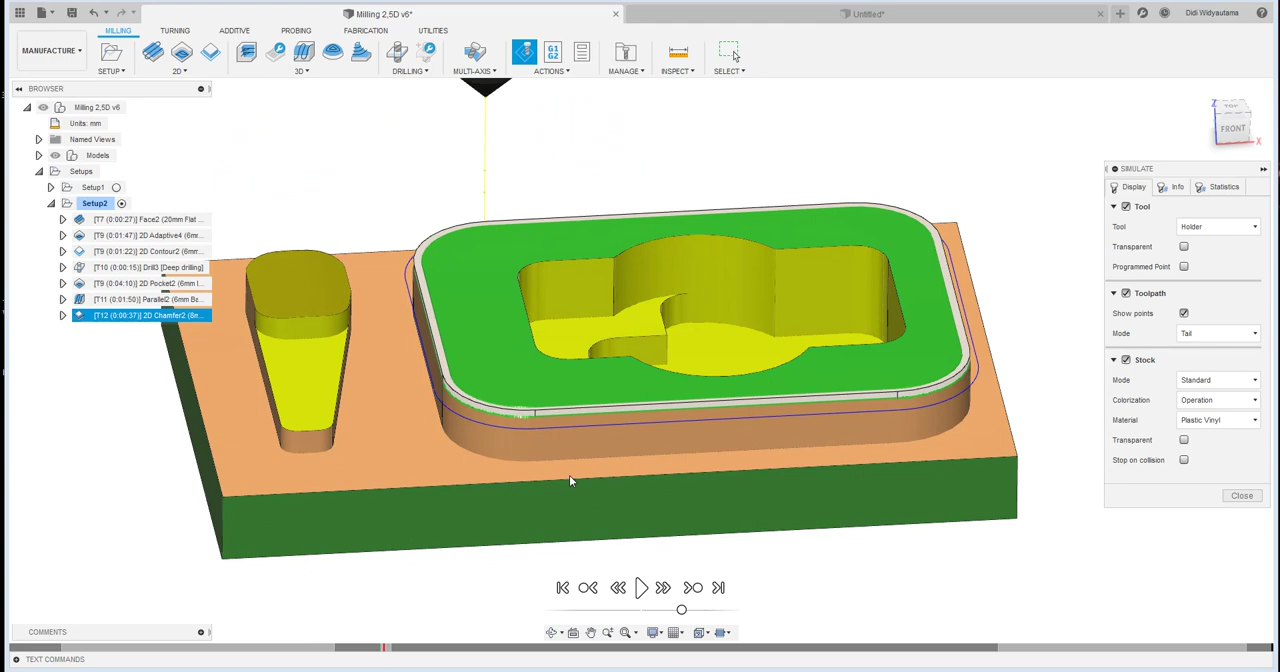 Milling 2,5D v6*
Untitled*
Didi Widyautama
MILLING TURNING ADDITIVE PROBING FABRICATION UTILITIES
MANUFACTURE
G1
G2
SETUP 2D 3D DRILLING MULTI-AXIS ACTIONS MANAGE INSPECT SELECT
BROWSER
Milling 2,5D v6
Units: mm
Named Views
Models
Setups
Setup1
Setup2
[T7 (0:00:27)] Face2 (20mm Flat ...
[T9 (0:01:47)] 2D Adaptive4 (6m...
[T9 (0:01:22)] 2D Contour2 (6mm...
[T10 (0:00:15)] Drill3 [Deep drilling]
[T9 (0:04:10)] 2D Pocket2 (6mm I...
[T11 (0:01:50)] Parallel2 (6mm Ba...
[T12 (0:00:37)] 2D Chamfer2 (8m...
Z
FRONT
X
SIMULATE
Display Info Statistics
Tool
Tool Holder
Transparent
Programmed Point
Toolpath
Show points
Mode Tail
Stock
Mode Standard
Colorization Operation
Material Plastic Vinyl
Transparent
Stop on collision
Close
COMMENTS
TEXT COMMANDS